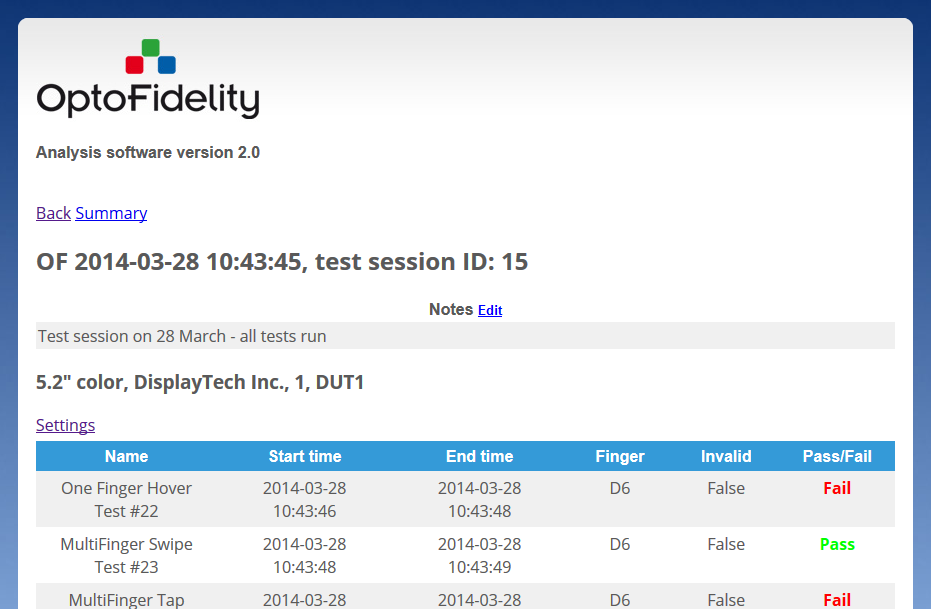 OptoFidelity
Analysis software version 2.0
Back Summary
OF 2014-03-28 10:43:45, test session ID: 15
Notes Edit
Test session on 28 March - all tests run
5.2" color, DisplayTech Inc., 1, DUT1
Settings
Name Start time End time Finger Invalid Pass/Fail
One Finger Hover 2014-03-28 2014-03-28 D6 False Fail
Test #22 10:43:46 10:43:48
MultiFinger Swipe 2014-03-28 2014-03-28 D6 False Pass
Test #23 10:43:48 10:43:49
MultiFinger Tap 2014-03-28 2014-03-28 D6 False Fail